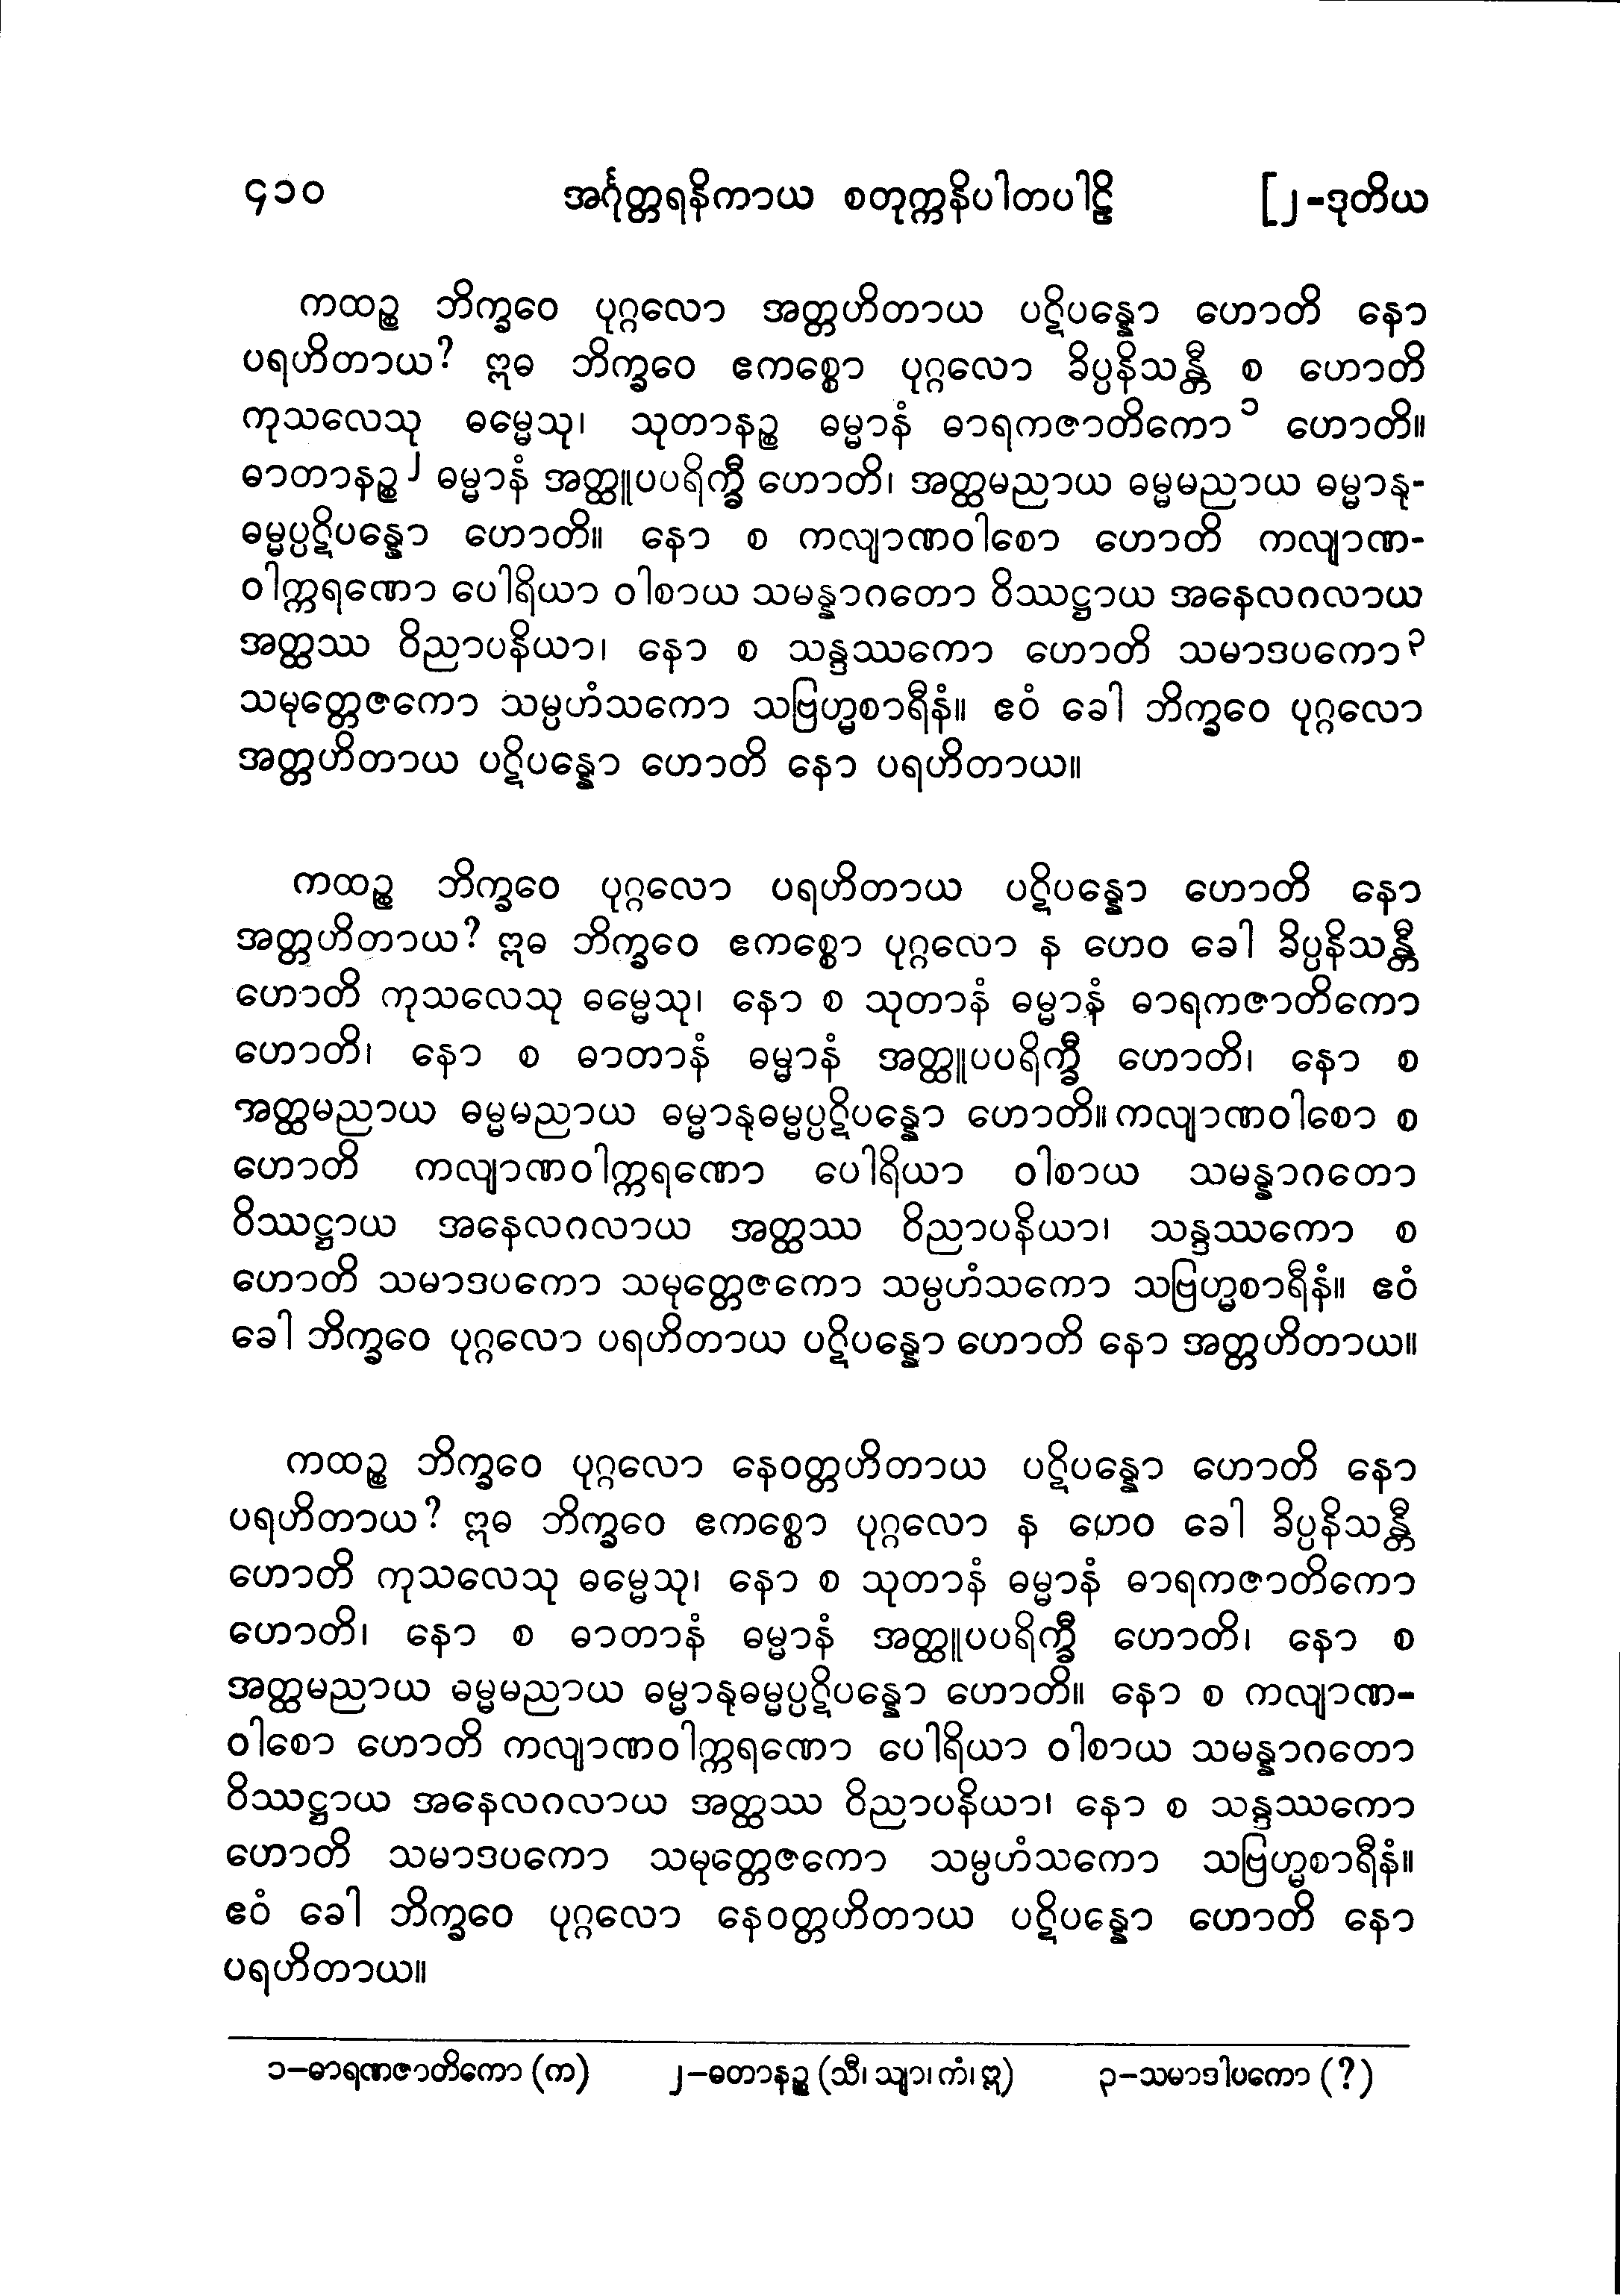 ၄၁၀ အင်္ဂုတ္တရနိကာယ စတုက္ကနိပါတပါဠိ [၂-ဒုတိယ
ကထဉ္စ ဘိက္ခဝေ ပုဂ္ဂလော အတ္တဟိတာယ ပဋိပန္နော ဟောတိ နော
ပရဟိတာယ? ဣဓ ဘိက္ခဝေ ဧကစ္စော ပုဂ္ဂလော ခိပ္ပနိသန္တီ စ ဟောတိ
ကုသလေသု ဓမ္မေသု၊ သုတာနဉ္စ ဓမ္မာနံ ဓာရကဇာတိကော၁ ဟောတိ။
ဓာတာနဉ္စ၂ ဓမ္မာနံ အတ္ထူပပရိက္ခီ ဟောတိ၊ အတ္ထမညာယ ဓမ္မမညာယ ဓမ္မာနု-
ဓမ္မပ္ပဋိပန္နော ဟောတိ။ နော စ ကလျာဏဝါစော ဟောတိ ကလျာဏ-
ဝါက္ကရဏော ပေါရိယာ ဝါစာယ သမန္နာဂတော ဝိဿဋ္ဌာယ အနေလဂလာယ
အတ္ထဿ ဝိညာပနိယာ၊ နော စ သန္ဒဿကော ဟောတိ သမာဒပကော၃
သမုတ္တေဇကော သမ္ပဟံသကော သဗြဟ္မစာရီနံ။ ဧဝံ ခေါ ဘိက္ခဝေ ပုဂ္ဂလော
အတ္တဟိတာယ ပဋိပန္နော ဟောတိ နော ပရဟိတာယ။
ကထဉ္စ ဘိက္ခဝေ ပုဂ္ဂလော ပရဟိတာယ ပဋိပန္နော ဟောတိ နော
အတ္တဟိတာယ? ဣဓ ဘိက္ခဝေ ဧကစ္စော ပုဂ္ဂလော န ဟေဝ ခေါ ခိပ္ပနိသန္တီ
ဟောတိ ကုသလေသု ဓမ္မေသု၊ နော စ သုတာနံ ဓမ္မာနံ ဓာရကဇာတိကော
ဟောတိ၊ နော စ ဓာတာနံ ဓမ္မာနံ အတ္ထူပပရိက္ခီ ဟောတိ၊ နော စ
အတ္ထမညာယ ဓမ္မမညာယ ဓမ္မာနုဓမ္မပ္ပဋိပန္နော ဟောတိ။ ကလျာဏဝါစော စ
ဟောတိ ကလျာဏဝါက္ကရဏော ပေါရိယာ ဝါစာယ သမန္နာဂတော
ဝိဿဋ္ဌာယ အနေလဂလာယ အတ္ထဿ ဝိညာပနိယာ၊ သန္ဒဿကော စ
ဟောတိ သမာဒပကော သမုတ္တေဇကော သမ္ပဟံသကော သဗြဟ္မစာရီနံ။ ဧဝံ
ခေါ ဘိက္ခဝေ ပုဂ္ဂလော ပရဟိတာယ ပဋိပန္နော ဟောတိ နော အတ္တဟိတာယ။
ကထဉ္စ ဘိက္ခဝေ ပုဂ္ဂလော နေဝတ္တဟိတာယ ပဋိပန္နော ဟောတိ နော
ပရဟိတာယ? ဣဓ ဘိက္ခဝေ ဧကစ္စော ပုဂ္ဂလော န ဟေဝ ခေါ ခိပ္ပနိသန္တီ
ဟောတိ ကုသလေသု ဓမ္မေသု၊ နော စ သုတာနံ ဓမ္မာနံ ဓာရကဇာတိကော
ဟောတိ၊ နော စ ဓာတာနံ ဓမ္မာနံ အတ္ထူပပရိက္ခီ ဟောတိ၊ နော စ
အတ္ထမညာယ ဓမ္မမညာယ ဓမ္မာနုဓမ္မပ္ပဋိပန္နော ဟောတိ။ နော စ ကလျာဏ-
ဝါစော ဟောတိ ကလျာဏဝါက္ကရဏော ပေါရိယာ ဝါစာယ သမန္နာဂတော
ဝိဿဋ္ဌာယ အနေလဂလာယ အတ္ထဿ ဝိညာပနိယာ၊ နော စ သန္ဒဿကော
ဟောတိ သမာဒပကော သမုတ္တေဇကော သမ္ပဟံသကော သဗြဟ္မစာရီနံ။
ဧဝံ ခေါ ဘိက္ခဝေ ပုဂ္ဂလော နေဝတ္တဟိတာယ ပဋိပန္နော ဟောတိ နော
ပရဟိတာယ။
၁-ဓာရဏဇာတိကော (က) ၂-ဓတာနဉ္စ (သီ၊ သျာ၊ ကံ၊ ဣ) ၃-သမာဒါပကော (?)